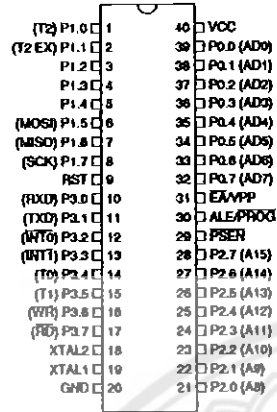 (T2) P1.0 1 40 VCC
(T2 EX) P1.1 2 39 P0.0 (AD0)
P1.2 3 38 P0.1 (AD1)
P1.3 4 37 P0.2 (AD2)
P1.4 5 36 P0.3 (AD3)
(MOSI) P1.5 6 35 P0.4 (AD4)
(MISO) P1.6 7 34 P0.5 (AD5)
(SCK) P1.7 8 33 P0.6 (AD6)
RST 9 32 P0.7 (AD7)
(RXD) P3.0 10 31 EA/VPP
(TXD) P3.1 11 30 ALE/PROG
(INT0) P3.2 12 29 PSEN
(INT1) P3.3 13 28 P2.7 (A15)
(T0) P3.4 14 27 P2.6 (A14)
(T1) P3.5 15 26 P2.5 (A13)
(WR) P3.6 16 25 P2.4 (A12)
(RD) P3.7 17 24 P2.3 (A11)
XTAL2 18 23 P2.2 (A10)
XTAL1 19 22 P2.1 (A9)
GND 20 21 P2.0 (A8)